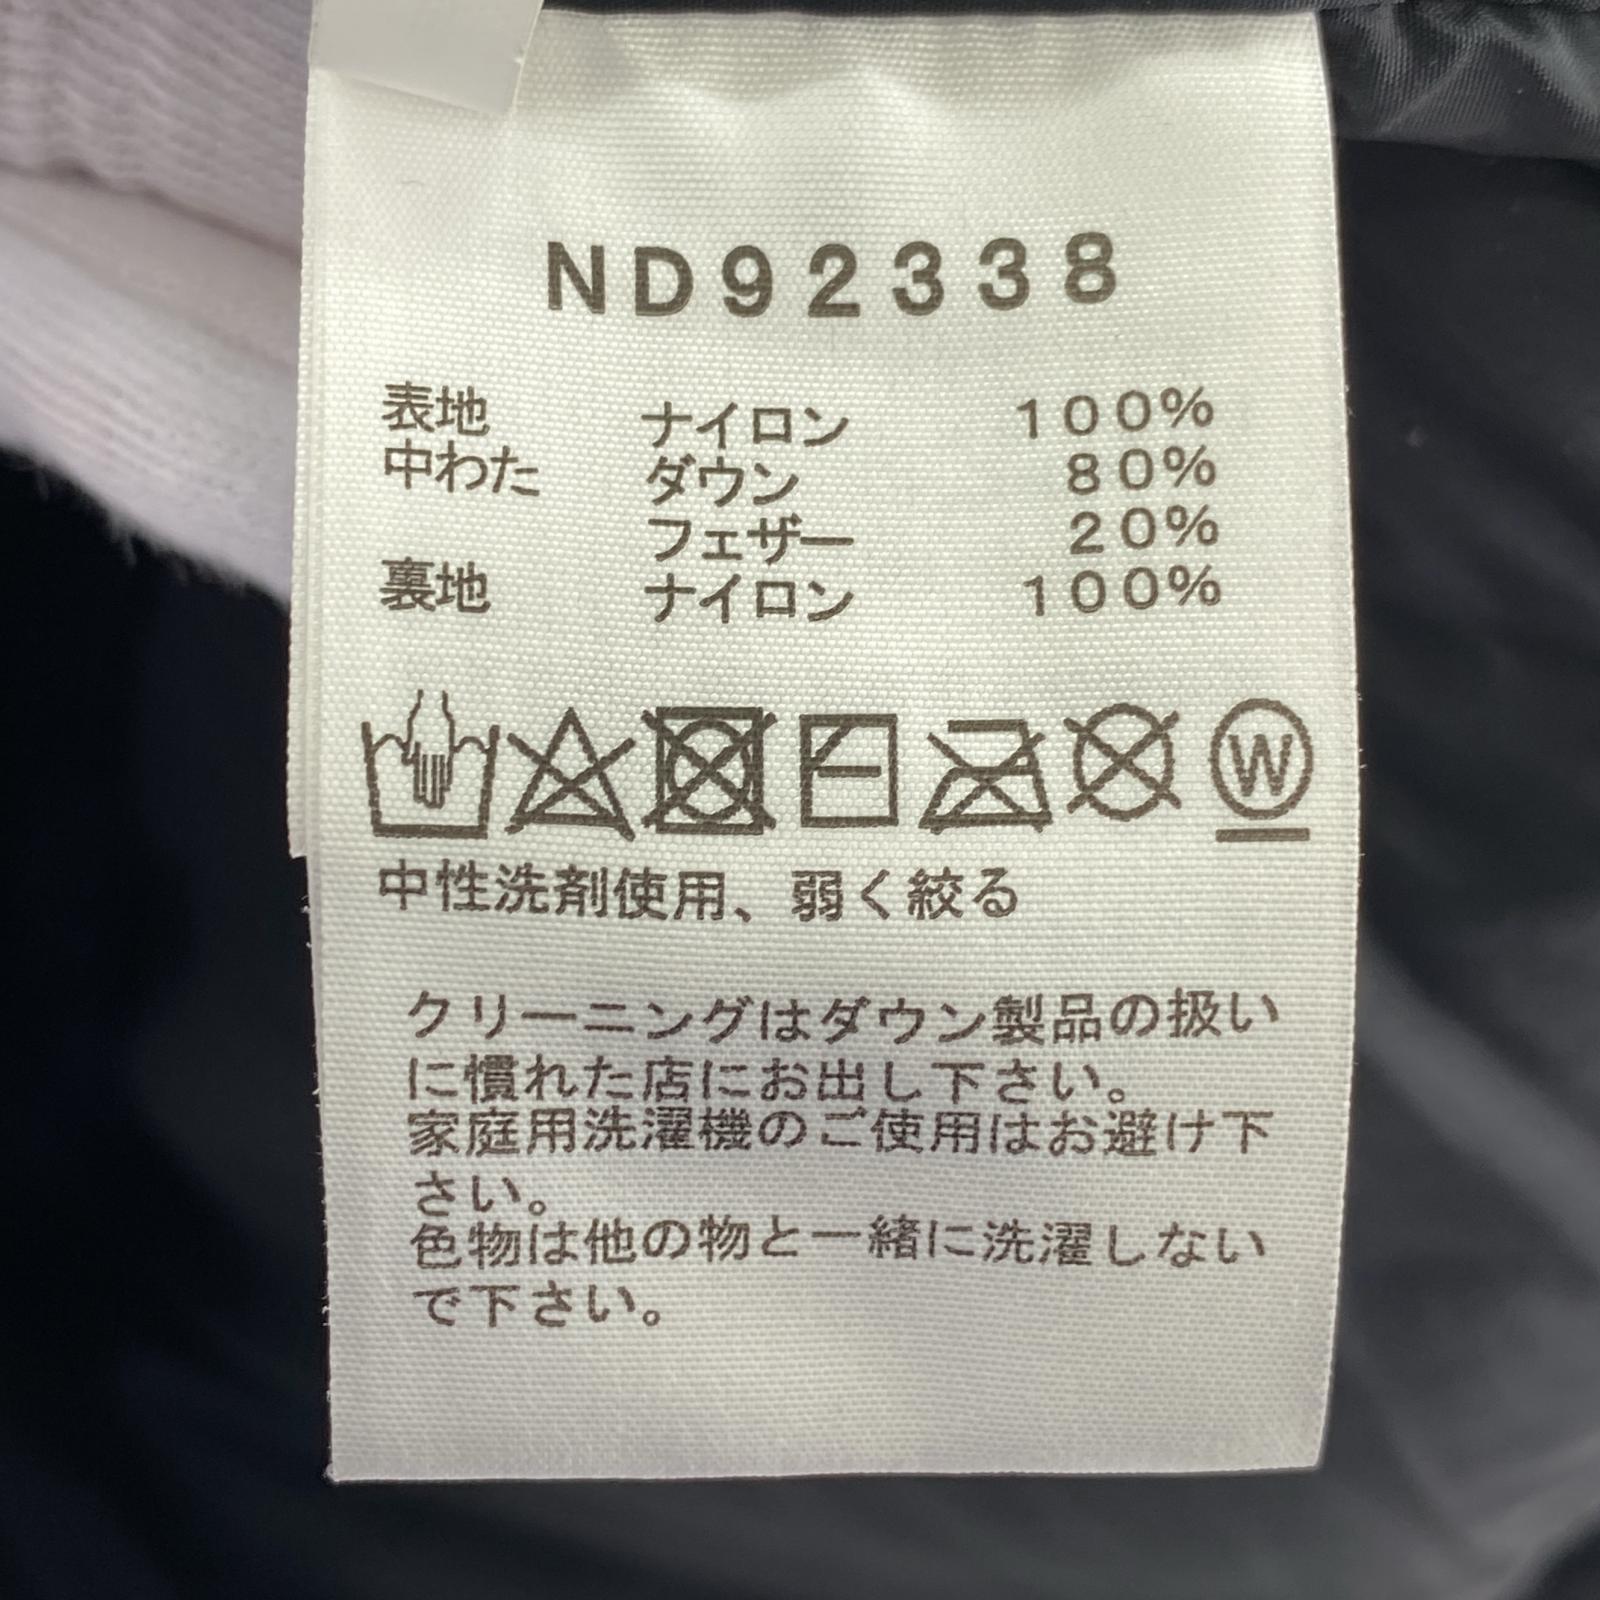 ND92338
表地 ナイロン 100%
中わた ダウン 80%
フェザー 20%
裏地 ナイロン 100%
W
中性洗剤使用、弱く絞る
クリーニングはダウン製品の扱い
に慣れた店にお出し下さい。
家庭用洗濯機のご使用はお避け下
さい。
色物は他の物と一緒に洗濯しない
で下さい。